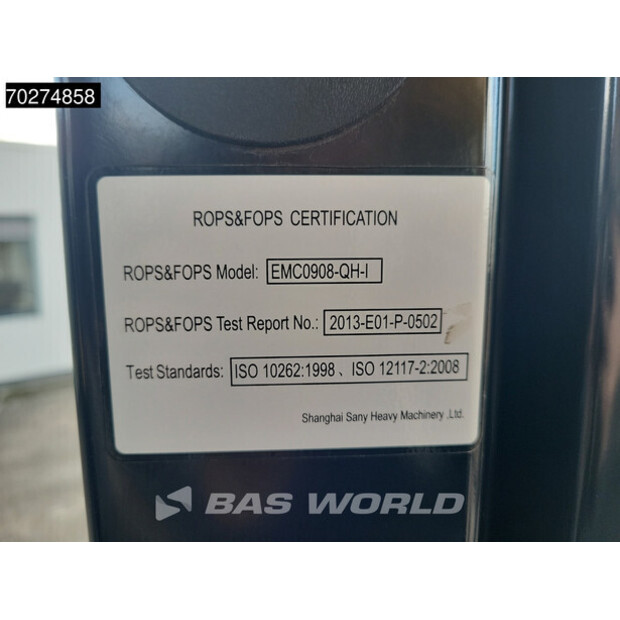 70274858
ROPS&FOPS CERTIFICATION
ROPS&FOPS Model: EMC0908-QH-I
ROPS&FOPS Test Report No.: 2013-E01-P-0502
Test Standards: ISO 10262:1998、ISO 12117-2:2008
Shanghai Sany Heavy Machinery ,Ltd.
BAS WORLD